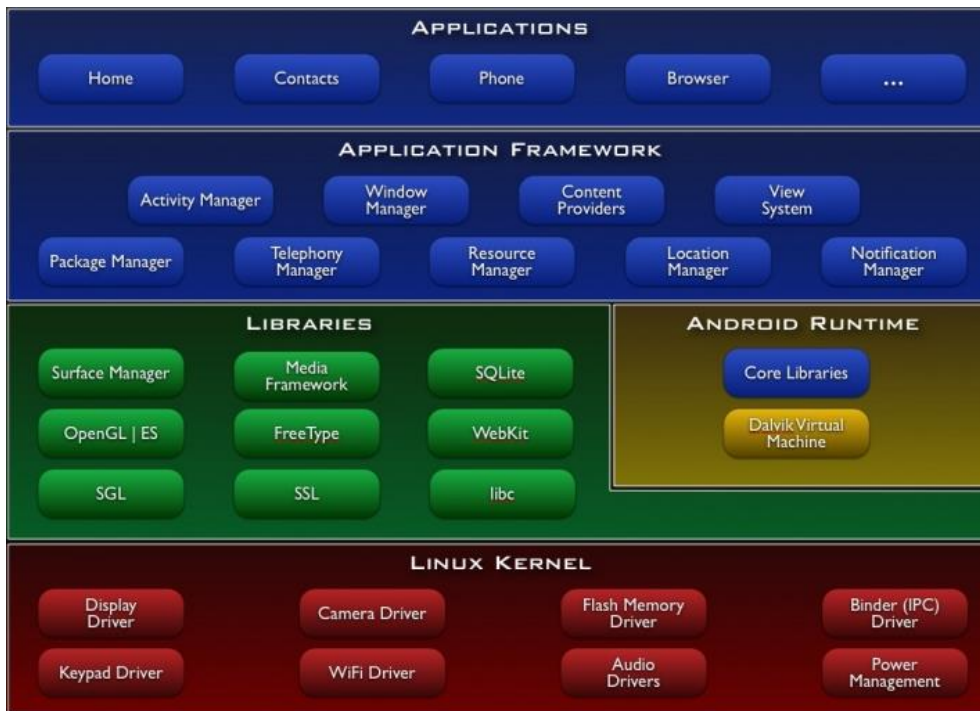 APPLICATIONS
Home
Contacts
Phone
Browser
...
APPLICATION FRAMEWORK
Activity Manager
Window
Manager
Content
Providers
View
System
Package Manager
Telephony
Manager
Resource
Manager
Location
Manager
Notification
Manager
LIBRARIES
Surface Manager
Media
Framework
SQLite
OpenGL | ES
FreeType
WebKit
SGL
SSL
libc
ANDROID RUNTIME
Core Libraries
Dalvik Virtual
Machine
LINUX KERNEL
Display
Driver
Camera Driver
Flash Memory
Driver
Binder (IPC)
Driver
Keypad Driver
WiFi Driver
Audio
Drivers
Power
Management